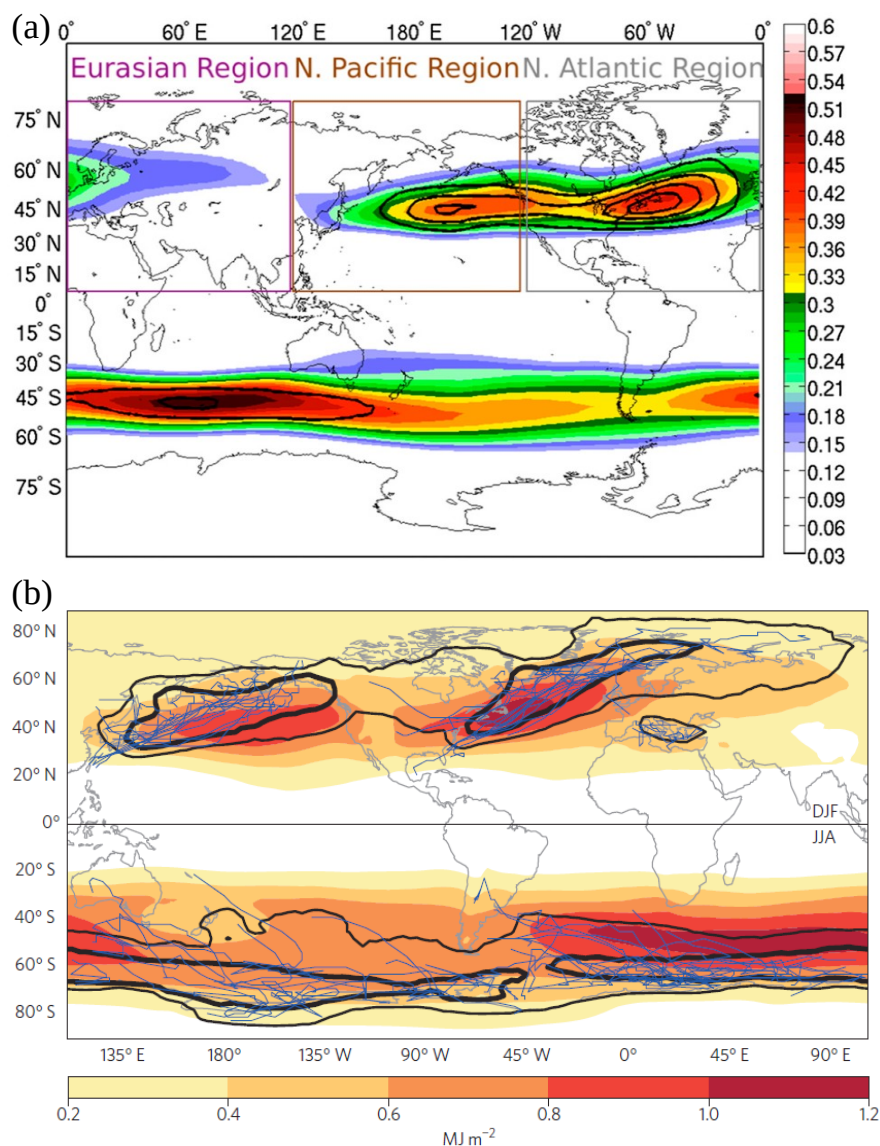 (a)
0° 60° E 120° E 180° E 120° W 60° W 0°
Eurasian Region N. Pacific Region N. Atlantic Region
75° N
60° N
45° N
30° N
15° N
0°
15° S
30° S
45° S
60° S
75° S
0.6
0.57
0.54
0.51
0.48
0.45
0.42
0.39
0.36
0.33
0.3
0.27
0.24
0.21
0.18
0.15
0.12
0.09
0.06
0.03
(b)
80° N
60° N
40° N
20° N
0°
20° S
40° S
60° S
80° S
DJF
JJA
135° E 180° 135° W 90° W 45° W 0° 45° E 90° E
0.2 0.4 0.6 0.8 1.0 1.2
MJ m⁻²